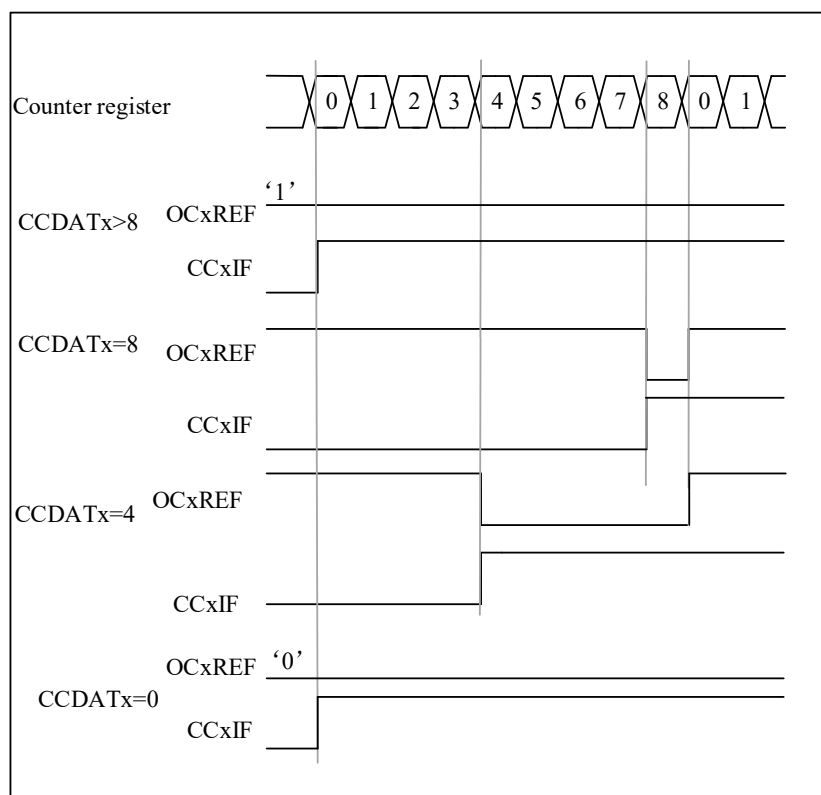 Counter register 0 1 2 3 4 5 6 7 8 0 1
‘1’
CCDATx>8 OCxREF
CCxIF
CCDATx=8 OCxREF
CCxIF
OCxREF
CCDATx=4
CCxIF
OCxREF ‘0’
CCDATx=0
CCxIF